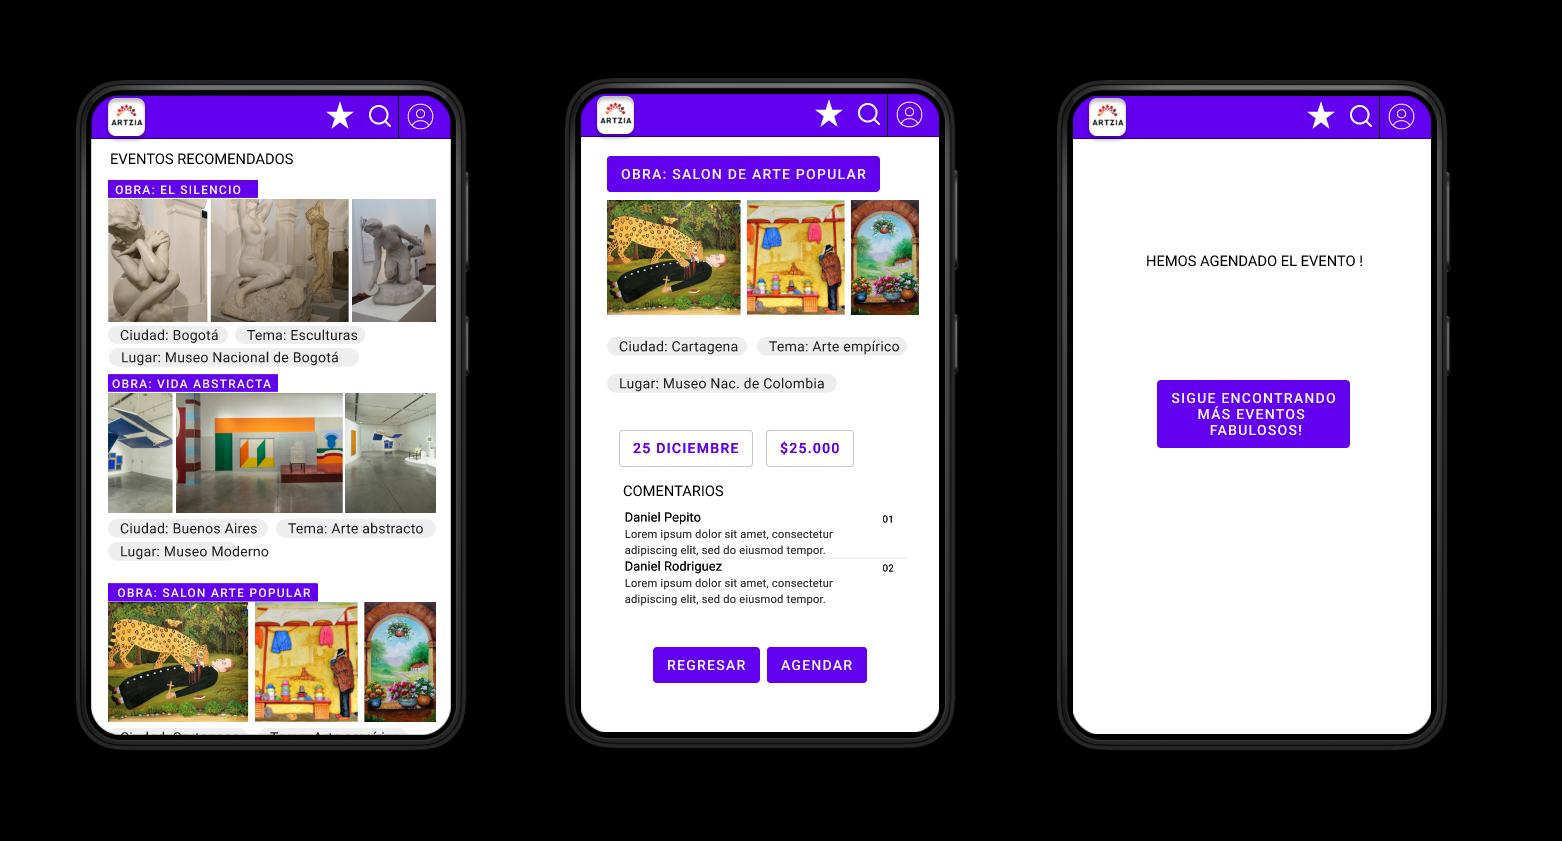 ARTZIA
EVENTOS RECOMENDADOS
OBRA: EL SILENCIO
Ciudad: Bogotá
Tema: Esculturas
Lugar: Museo Nacional de Bogotá
OBRA: VIDA ABSTRACTA
Ciudad: Buenos Aires
Tema: Arte abstracto
Lugar: Museo Moderno
OBRA: SALON ARTE POPULAR
ARTZIA
OBRA: SALON DE ARTE POPULAR
Ciudad: Cartagena
Tema: Arte empírico
Lugar: Museo Nac. de Colombia
25 DICIEMBRE
$25.000
COMENTARIOS
Daniel Pepito
01
Lorem ipsum dolor sit amet, consectetur
adipiscing elit, sed do eiusmod tempor.
Daniel Rodriguez
02
Lorem ipsum dolor sit amet, consectetur
adipiscing elit, sed do eiusmod tempor.
REGRESAR
AGENDAR
ARTZIA
HEMOS AGENDADO EL EVENTO !
SIGUE ENCONTRANDO
MÁS EVENTOS
FABULOSOS!